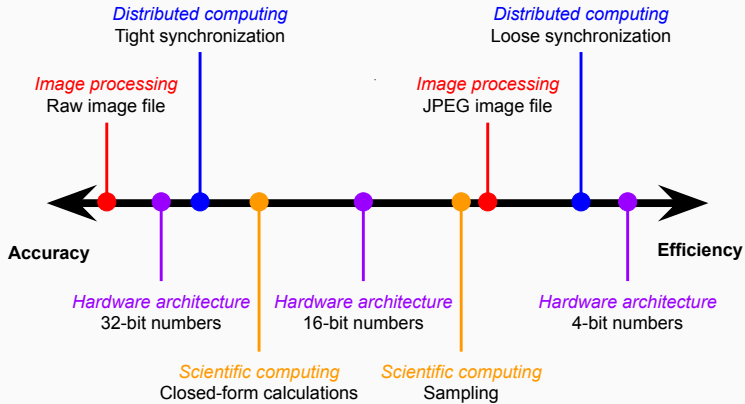 Distributed computing
Tight synchronization
Distributed computing
Loose synchronization
Image processing
Raw image file
Image processing
JPEG image file
Accuracy
Efficiency
Hardware architecture
32-bit numbers
Hardware architecture
16-bit numbers
Hardware architecture
4-bit numbers
Scientific computing
Closed-form calculations
Scientific computing
Sampling